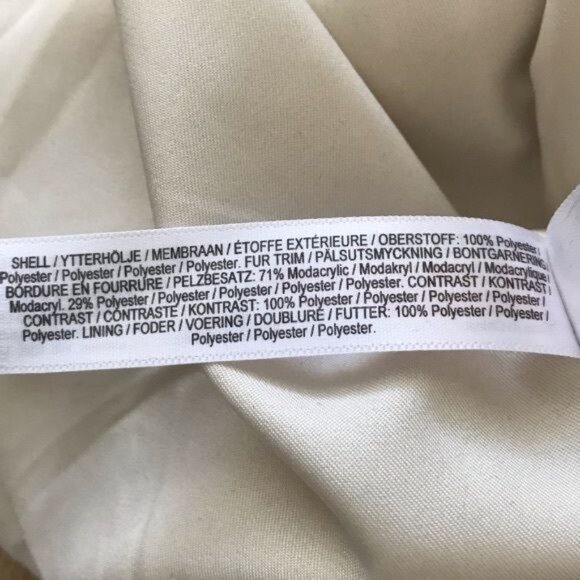 SHELL / YTTERHÖLJE / MEMBRAAN / ÉTOFFE EXTÉRIEURE / OBERSTOFF: 100% Polyester /
Polyester / Polyester / Polyester / Polyester. FUR TRIM / PÄLSUTSMYCKNING / BONTGARNERING /
BORDURE EN FOURRURE / PELZBESATZ: 71% Modacrylic / Modakryl / Modacryl / Modacrylique /
Modacryl. 29% Polyester / Polyester / Polyester / Polyester / Polyester. CONTRAST / KONTRAST /
CONTRAST / CONTRASTE / KONTRAST: 100% Polyester / Polyester / Polyester / Polyester /
Polyester. LINING / FODER / VOERING / DOUBLURE / FUTTER: 100% Polyester /
Polyester / Polyester / Polyester.